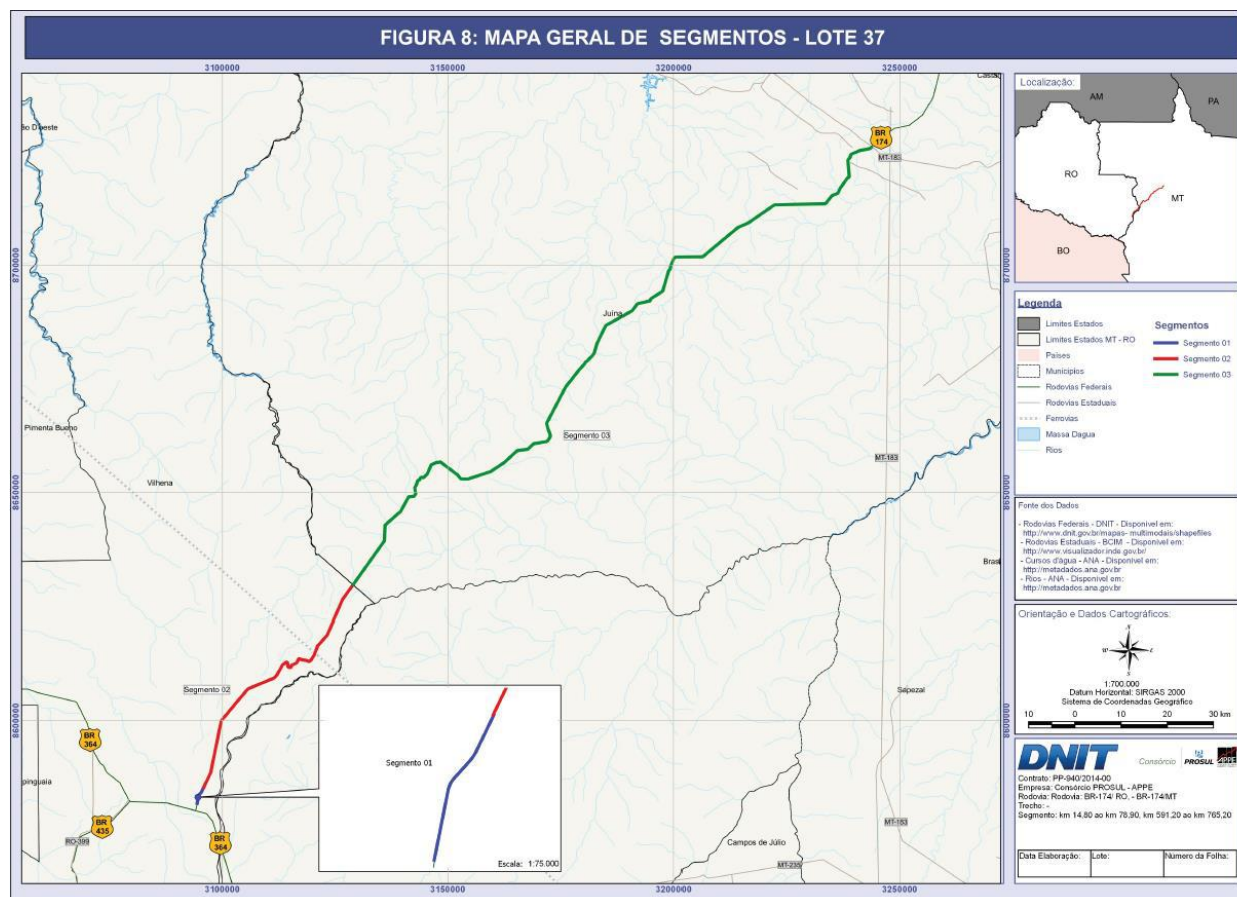 FIGURA 8: MAPA GERAL DE SEGMENTOS - LOTE 37
3100000
3150000
3200000
3250000
BR
174
MT-183
8700000
8700000
Juína
Pimenta Bueno
Segmento 03
Vilhena
MT-183
8650000
8650000
Segmento 02
Sapezal
8600000
8600000
BR
364
Segmento 01
BR
435
RO-399
BR
364
Campos de Júlio
MT-235
Escala: 1:75.000
3100000
3150000
3200000
3250000
Localização:
AM
PA
RO
MT
BO
Legenda
Limites Estados
Limites Estados MT - RO
Países
Municípios
Rodovias Federais
Rodovias Estaduais
Ferrovias
Massa Dagua
Rios
Segmentos
Segmento 01
Segmento 02
Segmento 03
Fonte dos Dados
- Rodovias Federais - DNIT - Disponível em:
http://www.dnit.gov.br/mapas- multimodais/shapefiles
- Rodovias Estaduais - BCIM - Disponível em:
http://www.visualizador.inde.gov.br/
- Cursos d'água - ANA - Disponível em:
http://metadados.ana.gov.br
- Rios - ANA - Disponível em:
http://metadados.ana.gov.br
Orientação e Dados Cartográficos:
N
W
E
S
1:700.000
Datum Horizontal: SIRGAS 2000
Sistema de Coordenadas Geográfico
10 0 10 20 30 km
DNIT
Consórcio PROSUL APPE
Contrato: PP-940/2014-00
Empresa: Consórcio PROSUL - APPE
Rodovia: Rodovia: BR-174/ RO, - BR-174/MT
Trecho: -
Segmento: km 14,80 ao km 78,90, km 591,20 ao km 765,20
Data Elaboração:
Lote:
Número da Folha: